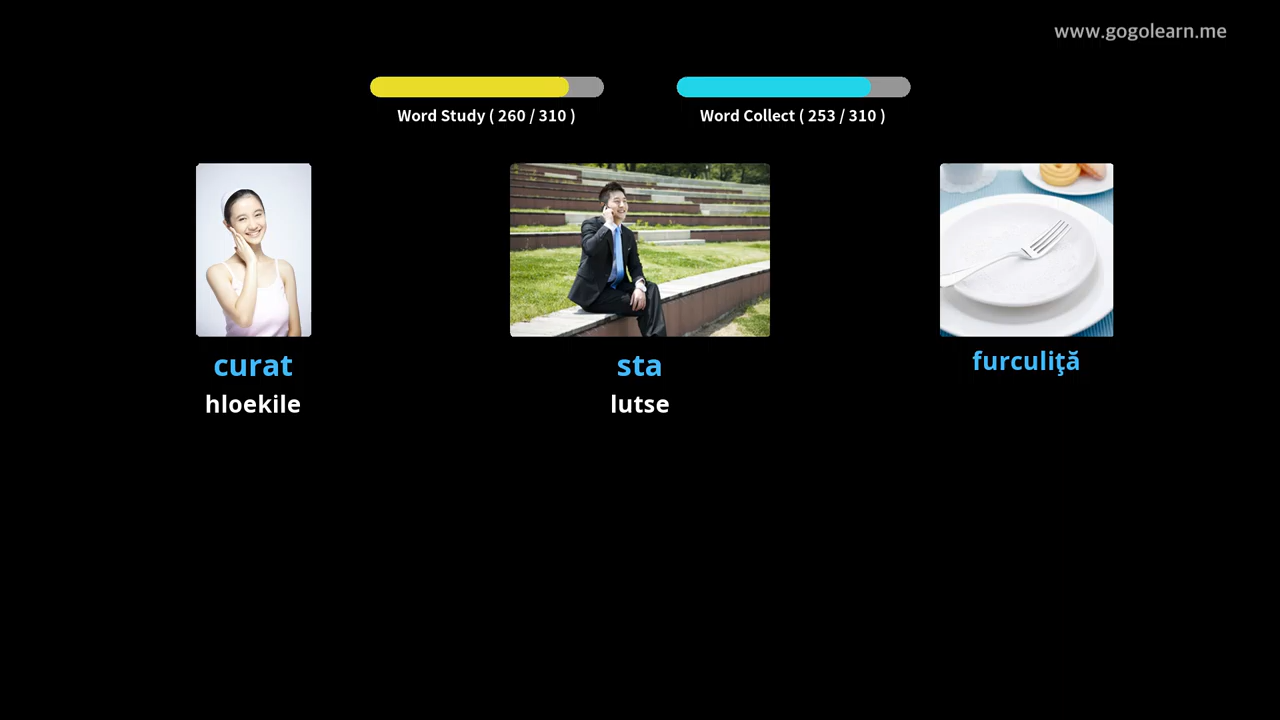 www.gogolearn.me
Word Study ( 260 / 310 )
Word Collect ( 253 / 310 )
curat
sta
furculiţă
hloekile
lutse